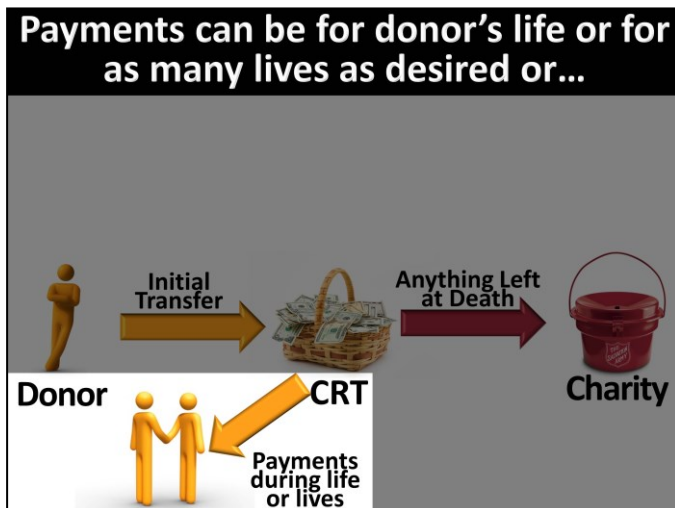 Payments can be for donor's life or for
as many lives as desired or...
Initial
Transfer
Anything Left
at Death
Donor
CRT
Charity
Payments
during life
or lives